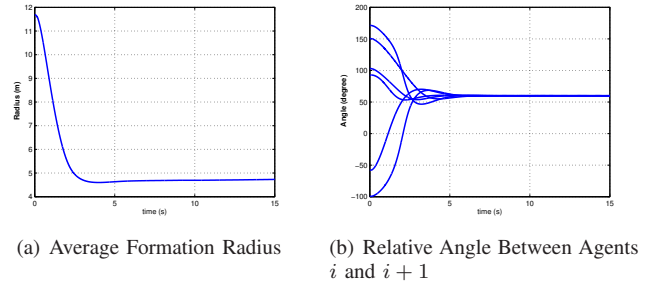 12
11
10
9
8
7
6
5
4
Radius (m)
0 5 10 15
time (s)
200
150
100
50
0
−50
−100
Angle (degree)
0 5 10 15
time (s)
(a) Average Formation Radius
(b) Relative Angle Between Agents
i and i + 1